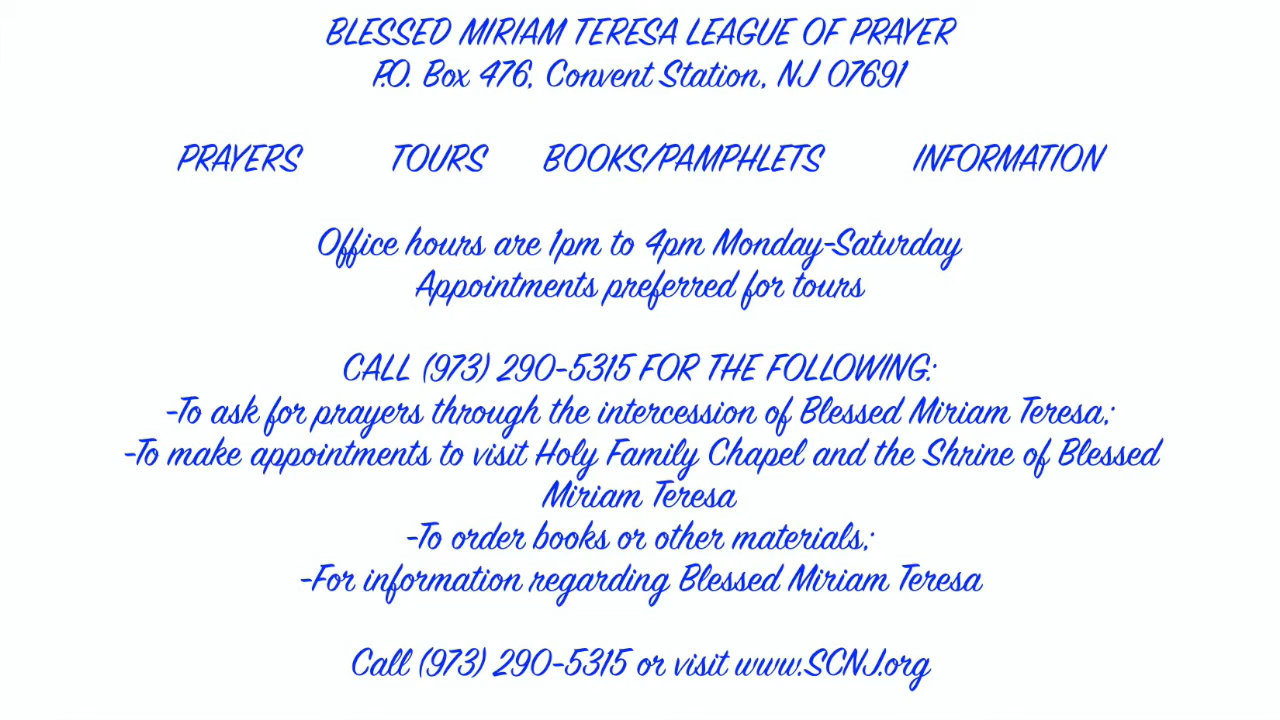 BLESSED MIRIAM TERESA LEAGUE OF PRAYER
P.O. Box 476, Convent Station, NJ 07691
PRAYERS TOURS BOOKS/PAMPHLETS INFORMATION
Office hours are 1pm to 4pm Monday-Saturday
Appointments preferred for tours
CALL (973) 290-5315 FOR THE FOLLOWING:
-To ask for prayers through the intercession of Blessed Miriam Teresa,;
-To make appointments to visit Holy Family Chapel and the Shrine of Blessed
Miriam Teresa
-To order books or other materials,;
-For information regarding Blessed Miriam Teresa
Call (973) 290-5315 or visit www.SCNJ.org